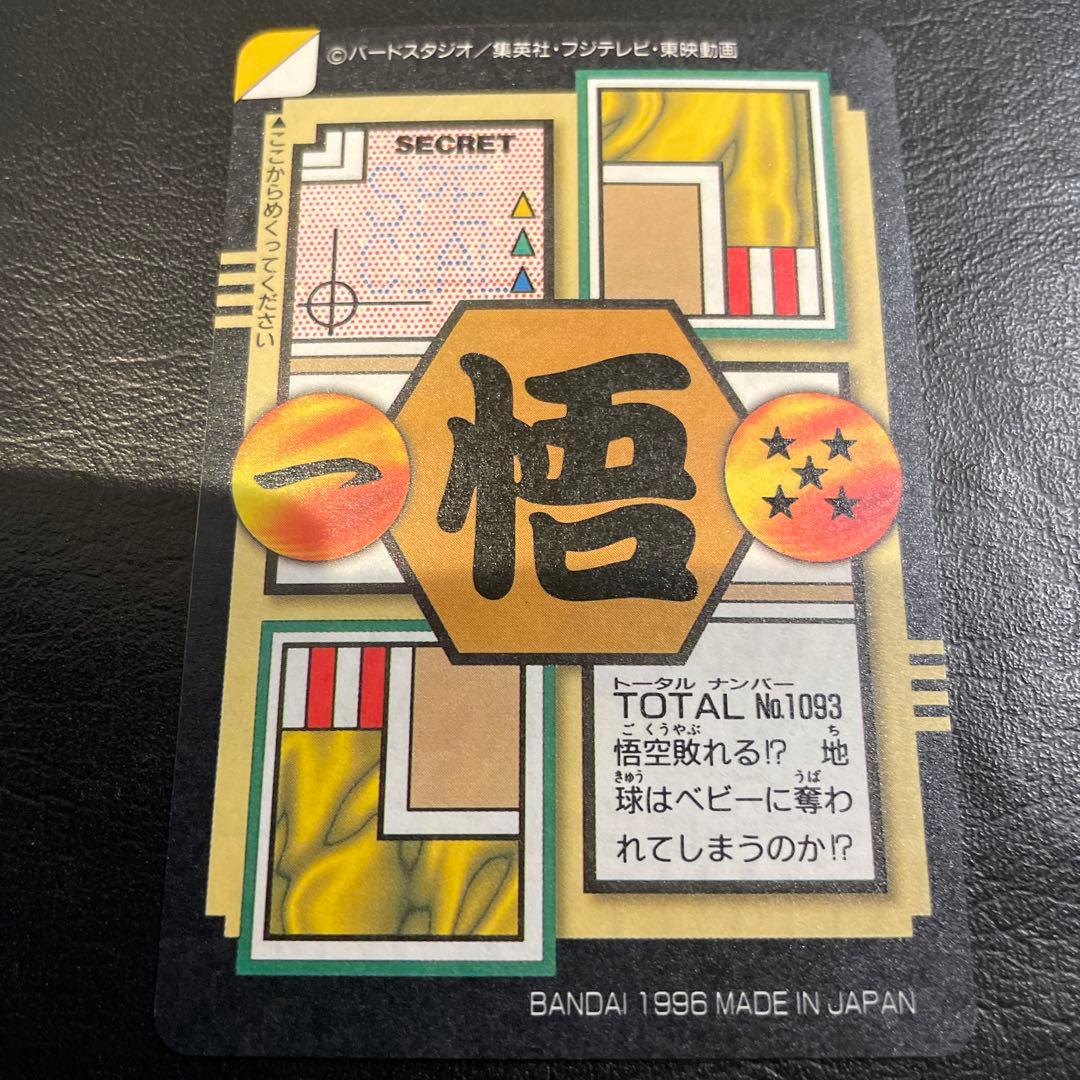 ©バードスタジオ／集英社・フジテレビ・東映動画
▲ここからめくってください
SECRET
SPE
CIAL
一
悟
トータル ナンバー
TOTAL №1093
ご くうやぶ ち
悟空敗れる!? 地
きゅう うば
球はベビーに奪わ
れてしまうのか!?
BANDAI 1996 MADE IN JAPAN